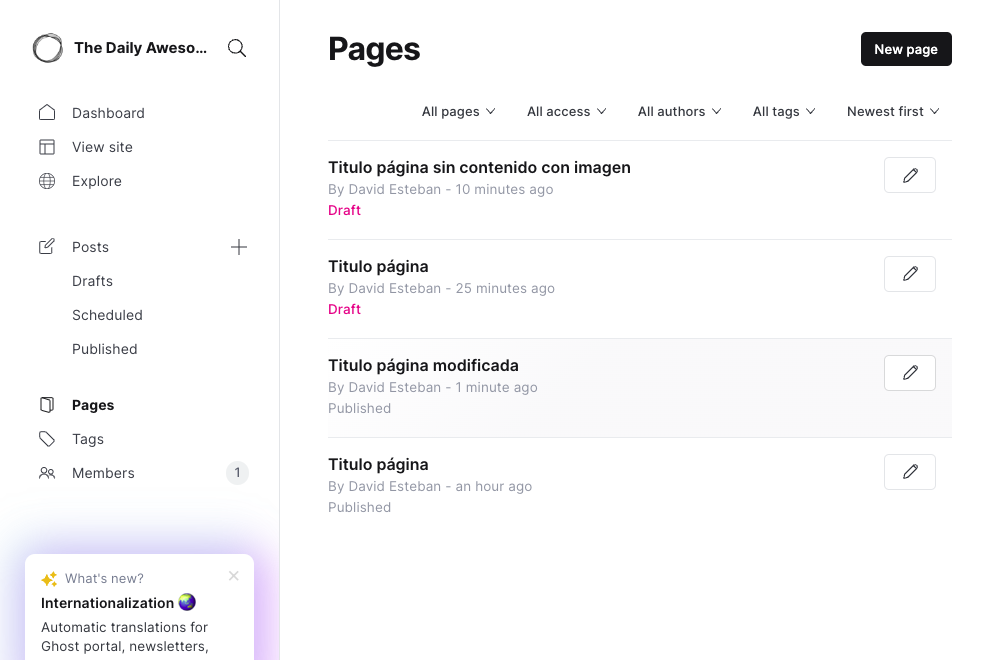 The Daily Aweso...
Dashboard
View site
Explore
Posts
Drafts
Scheduled
Published
Pages
Tags
Members 1
What's new?
Internationalization
Automatic translations for
Ghost portal, newsletters,
Pages
New page
All pages All access All authors All tags Newest first
Titulo página sin contenido con imagen
By David Esteban - 10 minutes ago
Draft
Titulo página
By David Esteban - 25 minutes ago
Draft
Titulo página modificada
By David Esteban - 1 minute ago
Published
Titulo página
By David Esteban - an hour ago
Published